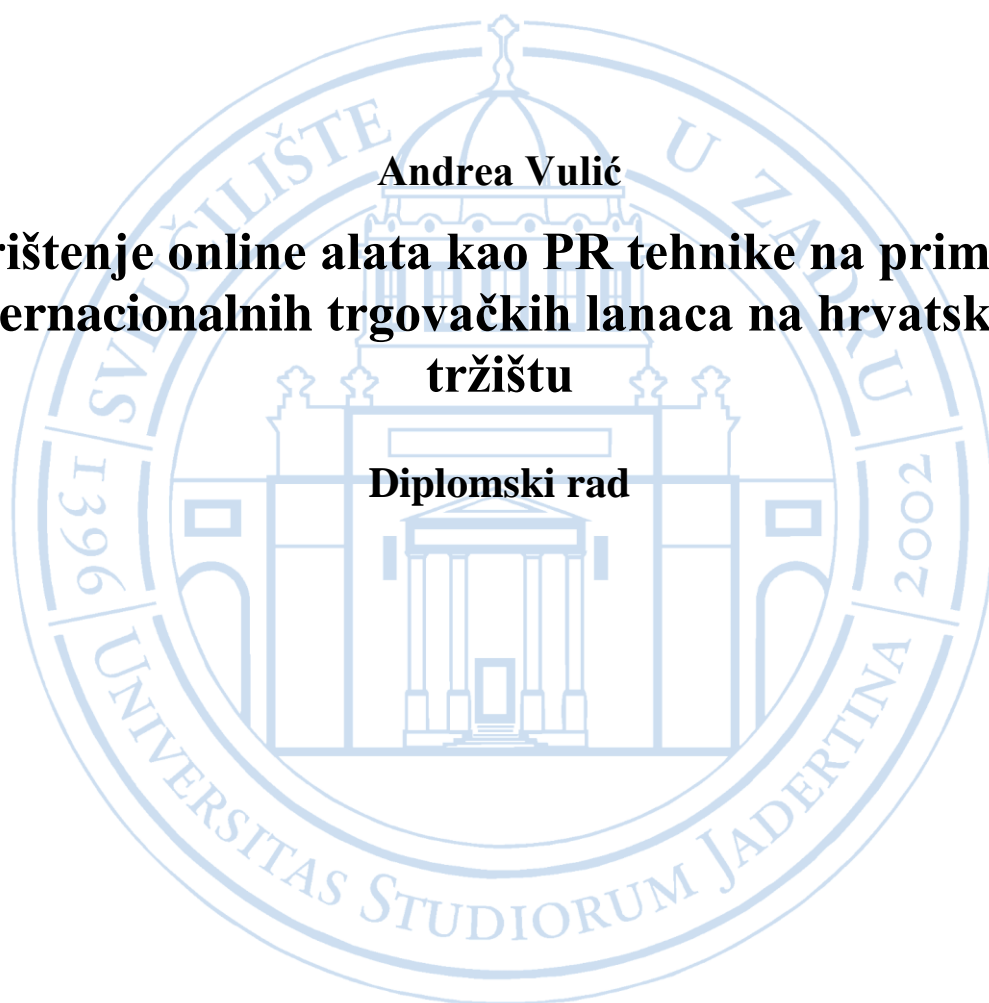 Andrea Vulić
rištenje online alata kao PR tehnike na prim
ernacionalnih trgovačkih lanaca na hrvatsk
tržištu
Diplomski rad
SVEUČILIŠTE U ZADRU
1396
2002
UNIVERSITAS STUDIORUM JADERTINA